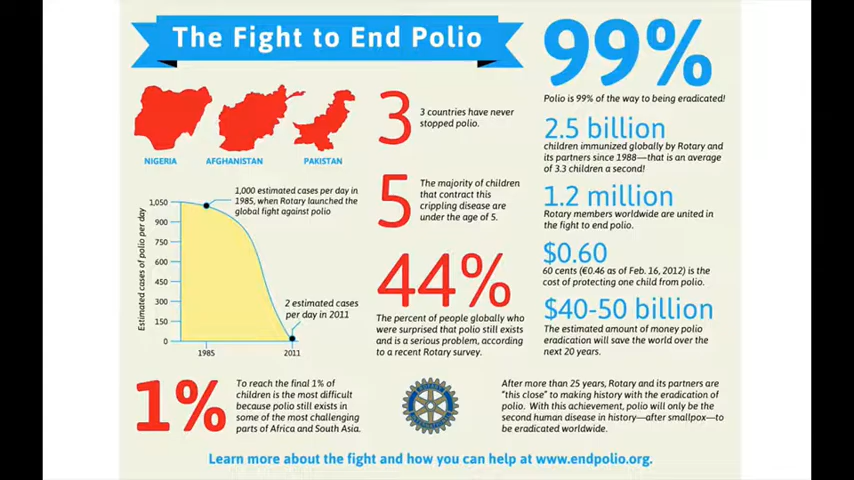 The Fight to End Polio
99%
Polio is 99% of the way to being eradicated!
NIGERIA
AFGHANISTAN
PAKISTAN
3
3 countries have never
stopped polio.
2.5 billion
children immunized globally by Rotary and
its partners since 1988—that is an average
of 3.3 children a second!
1,000 estimated cases per day in
1985, when Rotary launched the
global fight against polio
Estimated cases of polio per day
1,050
900
750
600
450
300
150
0
1985
2011
2 estimated cases
per day in 2011
5
The majority of children
that contract this
crippling disease are
under the age of 5.
1.2 million
Rotary members worldwide are united in
the fight to end polio.
$0.60
60 cents (€0.46 as of Feb. 16, 2012) is the
cost of protecting one child from polio.
44%
The percent of people globally who
were surprised that polio still exists
and is a serious problem, according
to a recent Rotary survey.
$40-50 billion
The estimated amount of money polio
eradication will save the world over the
next 20 years.
1%
To reach the final 1% of
children is the most difficult
because polio still exists in
some of the most challenging
parts of Africa and South Asia.
After more than 25 years, Rotary and its partners are
"this close" to making history with the eradication of
polio. With this achievement, polio will only be the
second human disease in history—after smallpox—to
be eradicated worldwide.
Learn more about the fight and how you can help at www.endpolio.org.